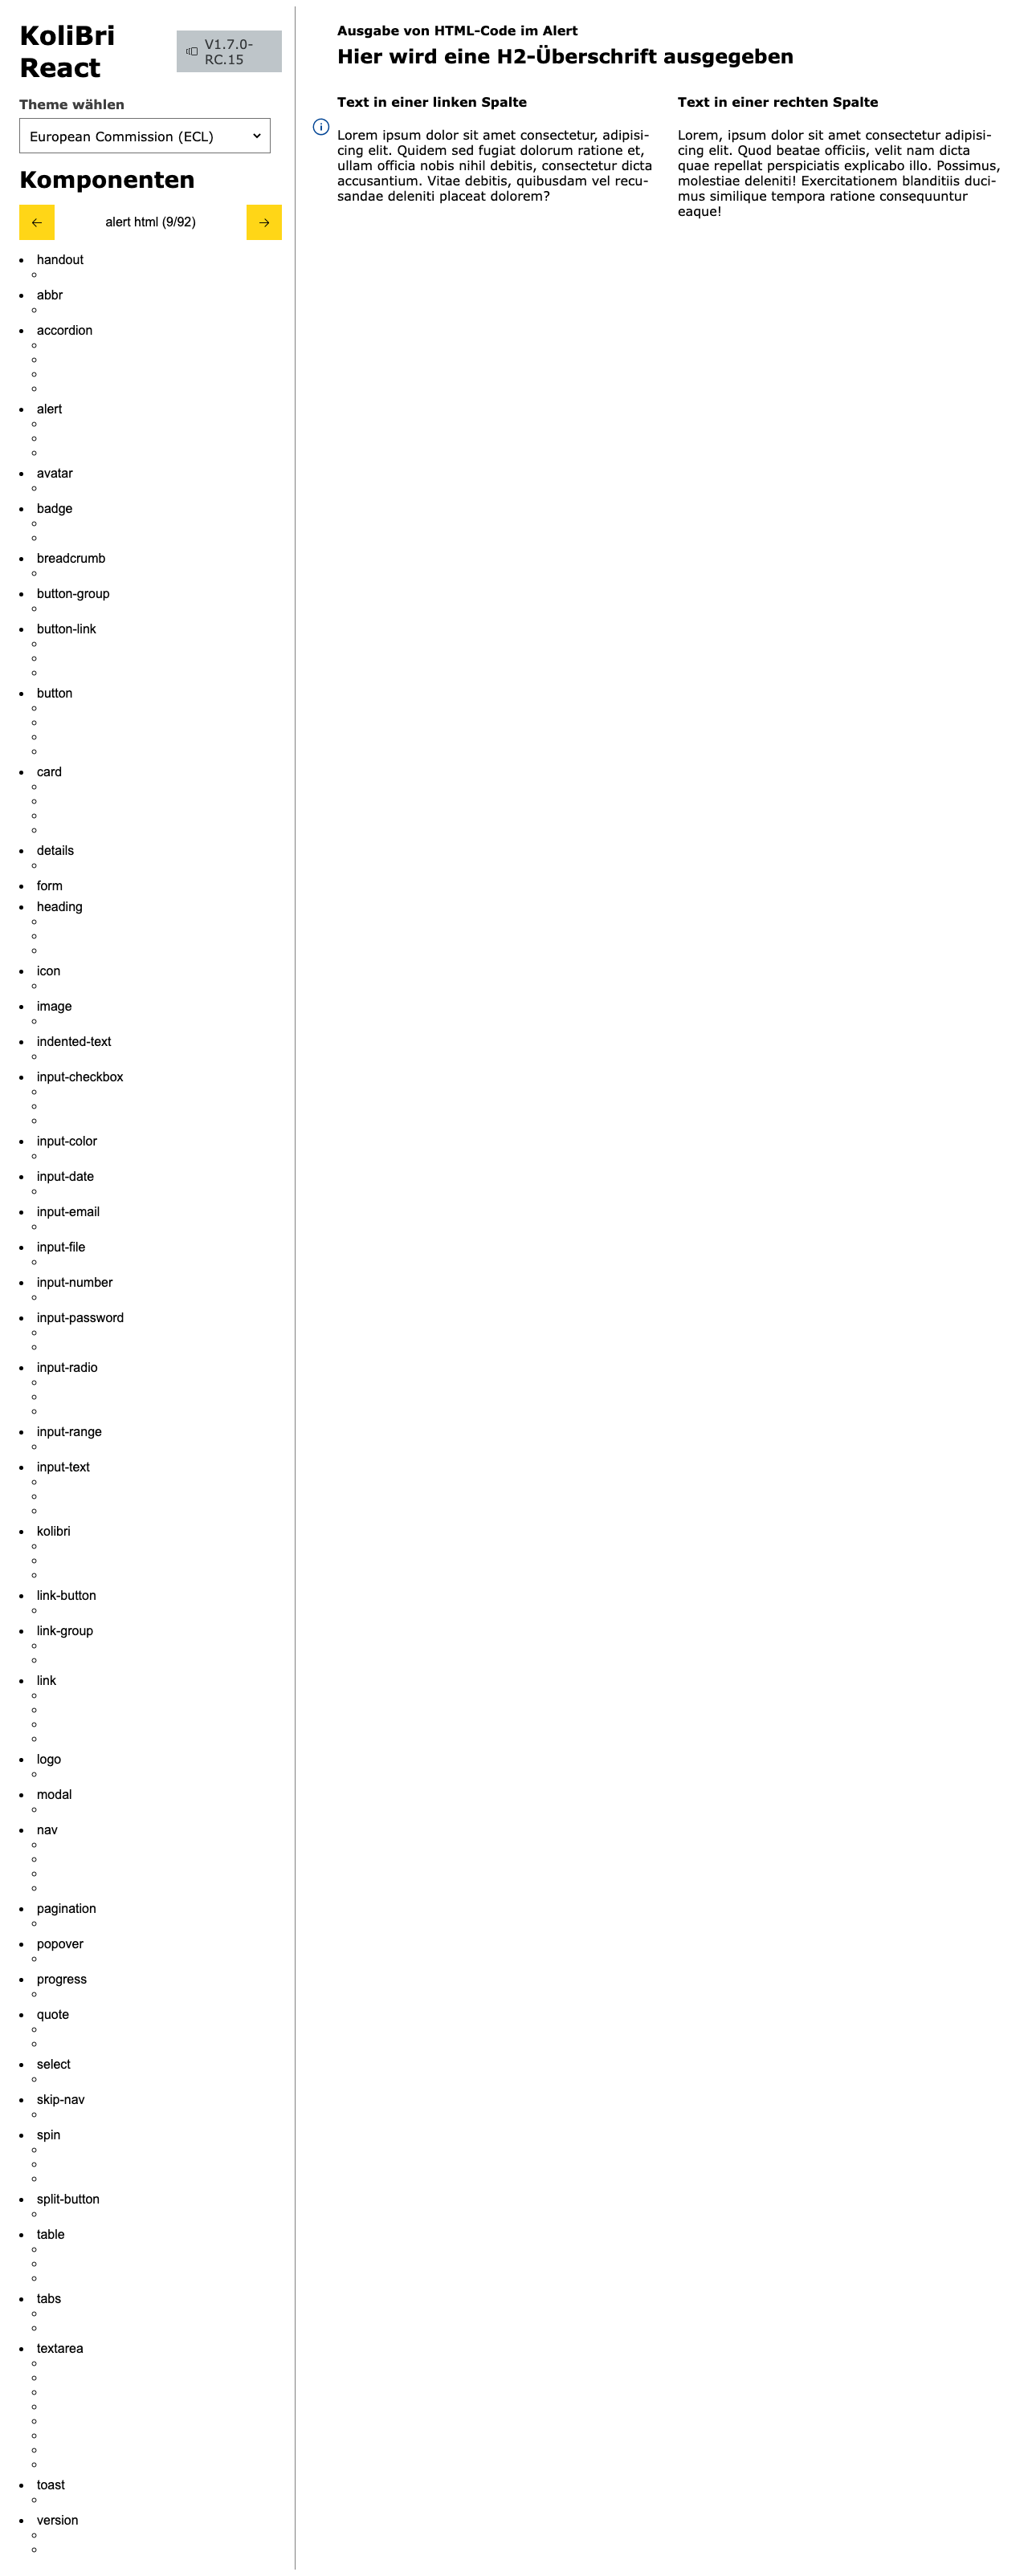 KoliBri
React
V1.7.0-
RC.15
Theme wählen
European Commission (ECL)
Komponenten
alert html (9/92)
handout
abbr
accordion
alert
avatar
badge
breadcrumb
button-group
button-link
button
card
details
form
heading
icon
image
indented-text
input-checkbox
input-color
input-date
input-email
input-file
input-number
input-password
input-radio
input-range
input-text
kolibri
link-button
link-group
link
logo
modal
nav
pagination
popover
progress
quote
select
skip-nav
spin
split-button
table
tabs
textarea
toast
version
Ausgabe von HTML-Code im Alert
Hier wird eine H2-Überschrift ausgegeben
Text in einer linken Spalte
Lorem ipsum dolor sit amet consectetur, adipisi-
cing elit. Quidem sed fugiat dolorum ratione et,
ullam officia nobis nihil debitis, consectetur dicta
accusantium. Vitae debitis, quibusdam vel recu-
sandae deleniti placeat dolorem?
Text in einer rechten Spalte
Lorem, ipsum dolor sit amet consectetur adipisi-
cing elit. Quod beatae officiis, velit nam dicta
quae repellat perspiciatis explicabo illo. Possimus,
molestiae deleniti! Exercitationem blanditiis duci-
mus similique tempora ratione consequuntur
eaque!